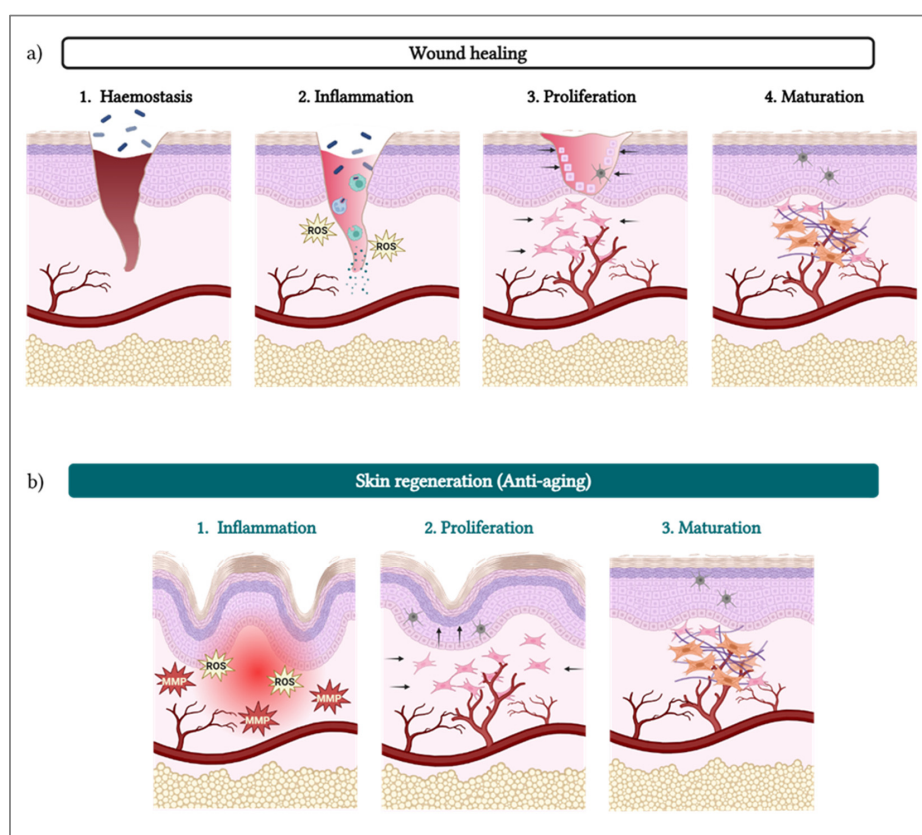 a)
Wound healing
1. Haemostasis
2. Inflammation
3. Proliferation
4. Maturation
ROS
ROS
b)
Skin regeneration (Anti-aging)
1. Inflammation
2. Proliferation
3. Maturation
ROS
MMP
ROS
MMP
MMP